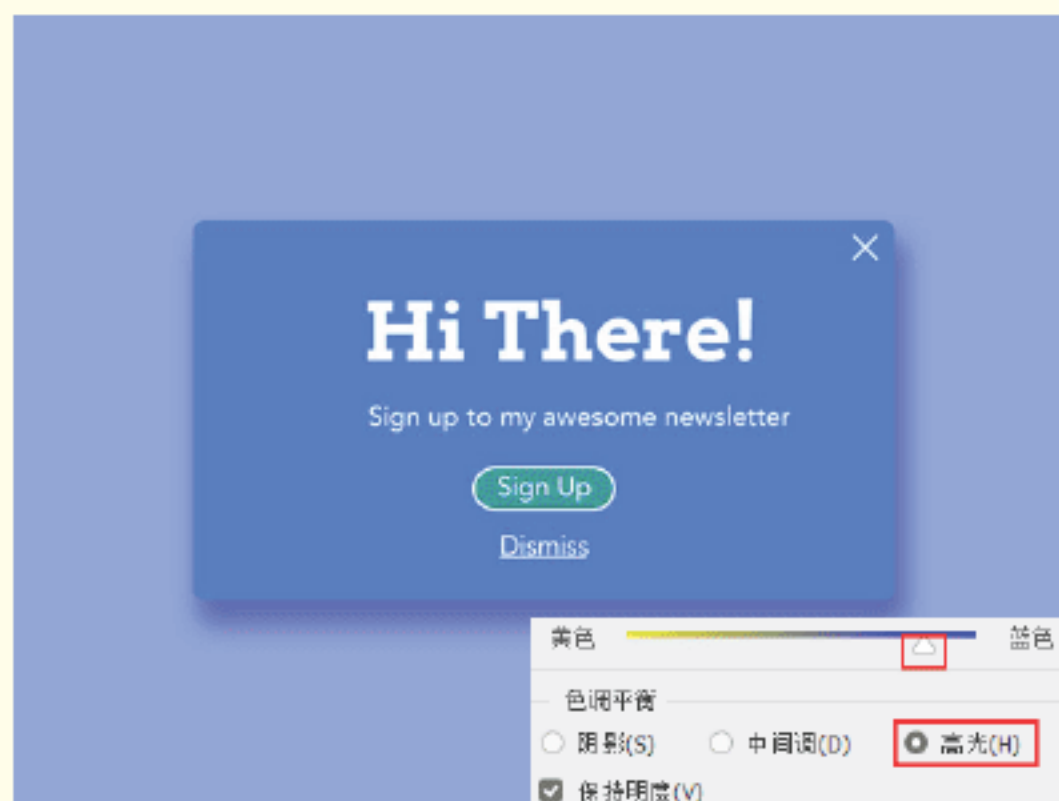 Hi There!
Sign up to my awesome newsletter
Sign Up
Dismiss
黄色 蓝色
色调平衡
阴影(S) 中间调(D) 高光(H)
保持明度(V)